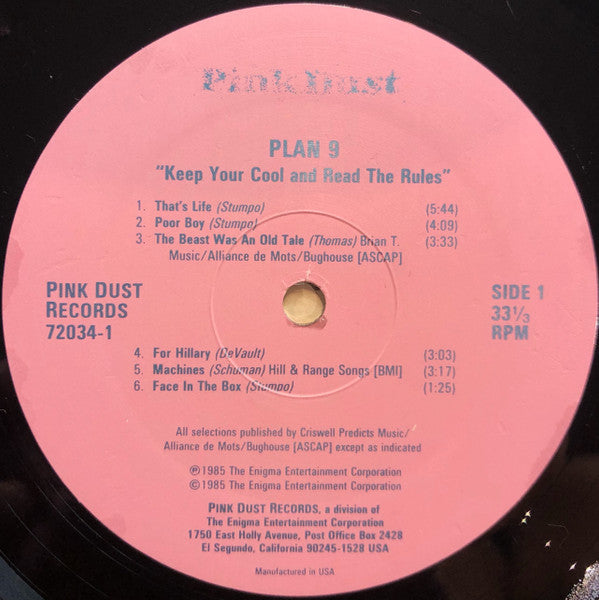 Pink Dust
PLAN 9
"Keep Your Cool and Read The Rules"
1. That's Life (Stumpo) (5:44)
2. Poor Boy (Stumpo) (4:09)
3. The Beast Was An Old Tale (Thomas) Brian T. (3:33)
Music/Alliance de Mots/Bughouse [ASCAP]
PINK DUST
RECORDS
72034-1
SIDE 1
33⅓
RPM
4. For Hillary (DeVault) (3:03)
5. Machines (Schuman) Hill & Range Songs [BMI] (3:17)
6. Face In The Box (Stumpo) (1:25)
All selections published by Criswell Predicts Music/
Alliance de Mots/Bughouse [ASCAP] except as indicated
℗1985 The Enigma Entertainment Corporation
©1985 The Enigma Entertainment Corporation
PINK DUST RECORDS, a division of
The Enigma Entertainment Corporation
1750 East Holly Avenue, Post Office Box 2428
El Segundo, California 90245-1528 USA
Manufactured in USA